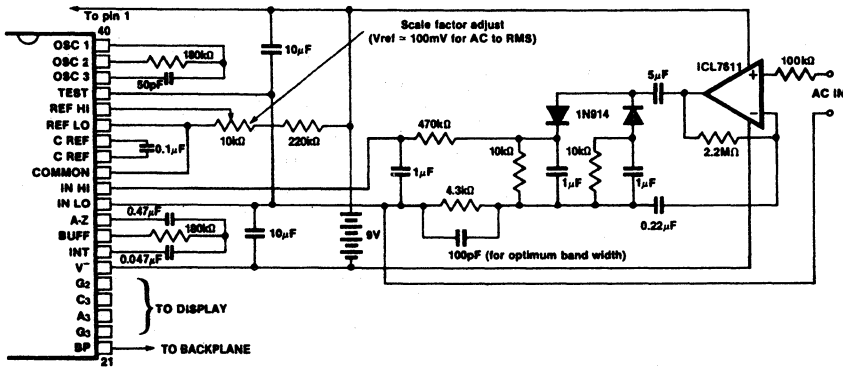 To pin 1
40
OSC 1
OSC 2
OSC 3
TEST
REF HI
REF LO
C REF
C REF
COMMON
IN HI
IN LO
A-Z
BUFF
INT
V⁻
G2
C3
A3
G3
BP
21
180kΩ
50pF
0.1μF
0.47μF
180kΩ
0.047μF
TO DISPLAY
TO BACKPLANE
10μF
Scale factor adjust
(Vref ≃ 100mV for AC to RMS)
10kΩ
220kΩ
10μF
9V
470kΩ
1μF
10kΩ
4.3kΩ
100pF (for optimum band width)
1N914
1μF
10kΩ
1μF
5μF
ICL7611
+
-
100kΩ
AC IN
2.2MΩ
0.22μF